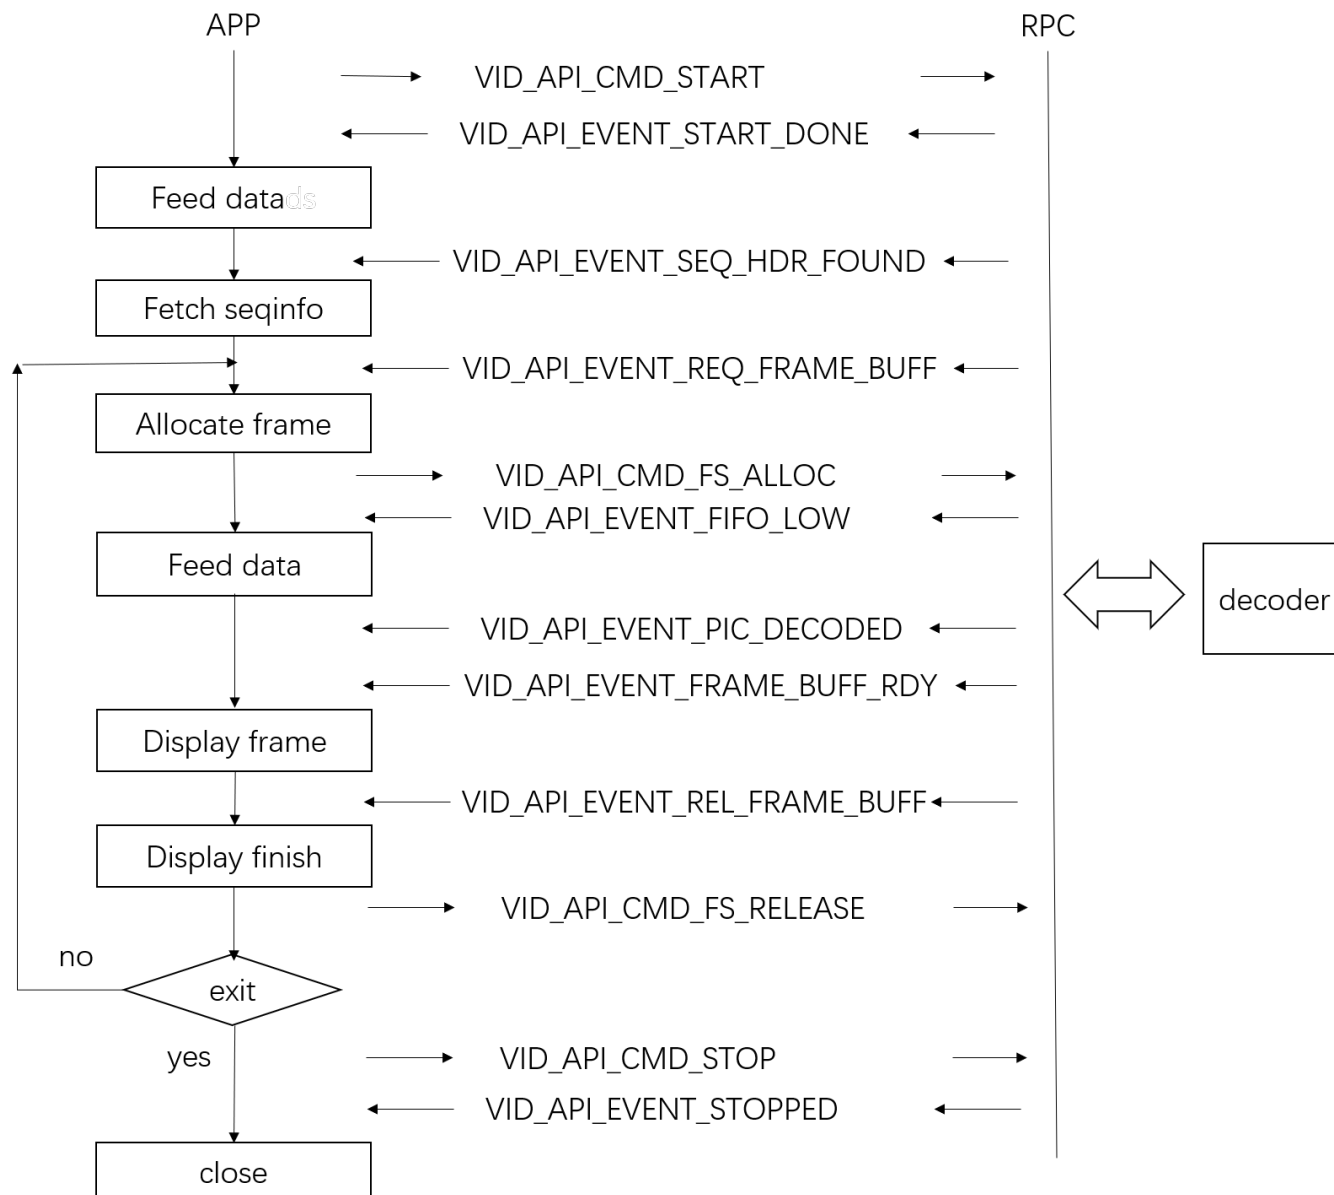 APP
RPC
VID_API_CMD_START
VID_API_EVENT_START_DONE
Feed datads
VID_API_EVENT_SEQ_HDR_FOUND
Fetch seqinfo
VID_API_EVENT_REQ_FRAME_BUFF
Allocate frame
VID_API_CMD_FS_ALLOC
VID_API_EVENT_FIFO_LOW
Feed data
decoder
VID_API_EVENT_PIC_DECODED
VID_API_EVENT_FRAME_BUFF_RDY
Display frame
VID_API_EVENT_REL_FRAME_BUFF
Display finish
VID_API_CMD_FS_RELEASE
no
exit
yes
VID_API_CMD_STOP
VID_API_EVENT_STOPPED
close